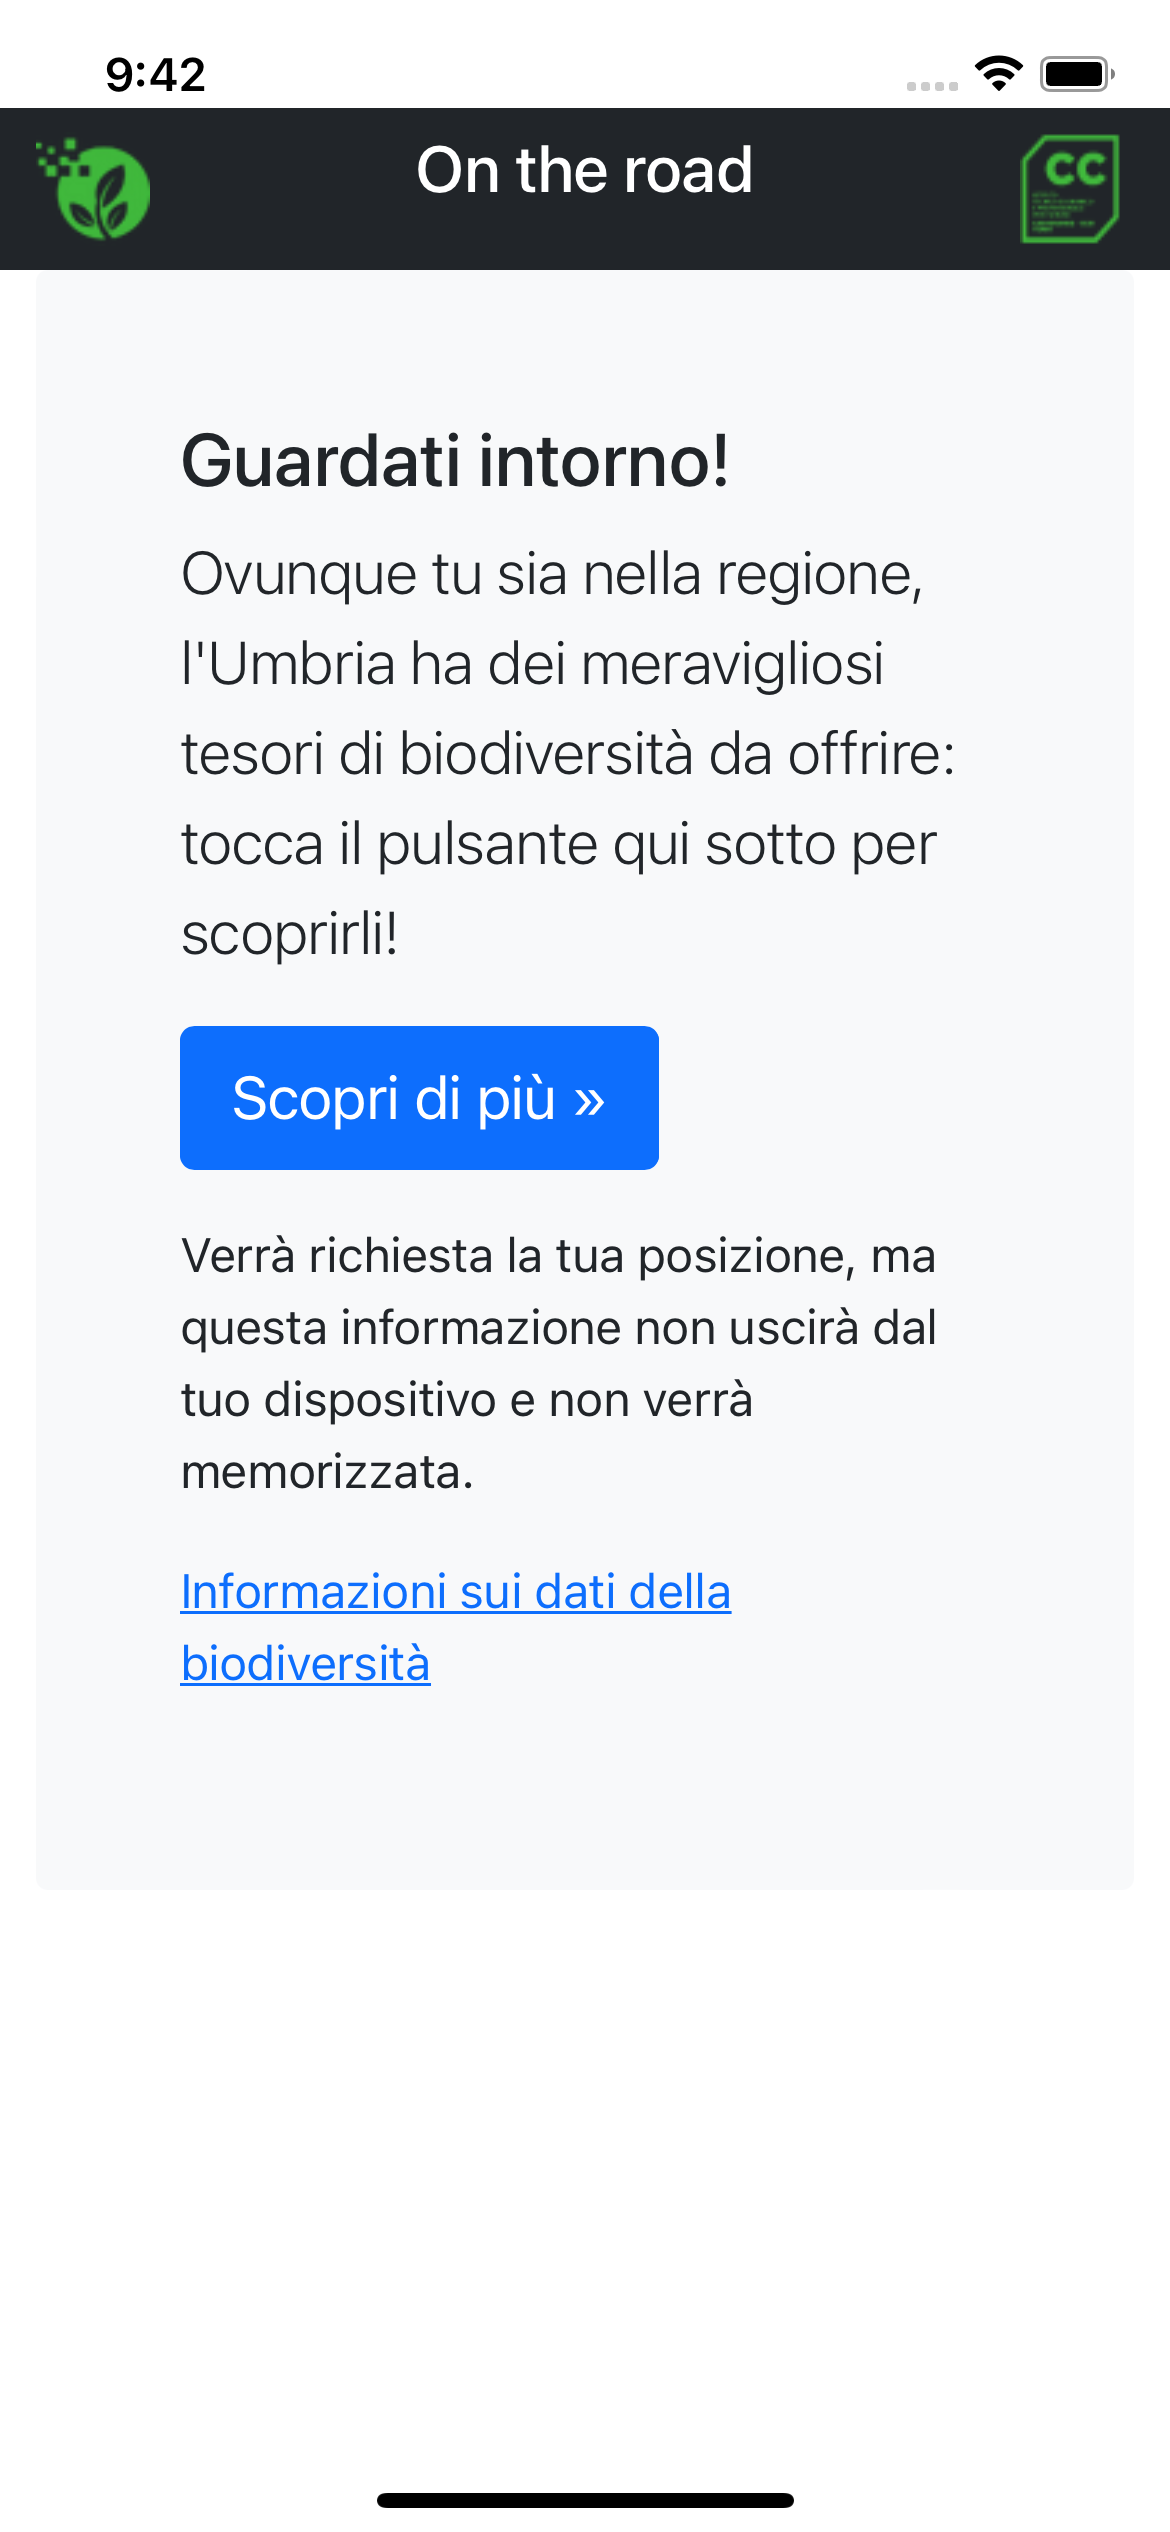 9:42
On the road
CC
Guardati intorno!
Ovunque tu sia nella regione,
l'Umbria ha dei meravigliosi
tesori di biodiversità da offrire:
tocca il pulsante qui sotto per
scoprirli!
Scopri di più »
Verrà richiesta la tua posizione, ma
questa informazione non uscirà dal
tuo dispositivo e non verrà
memorizzata.
Informazioni sui dati della
biodiversità